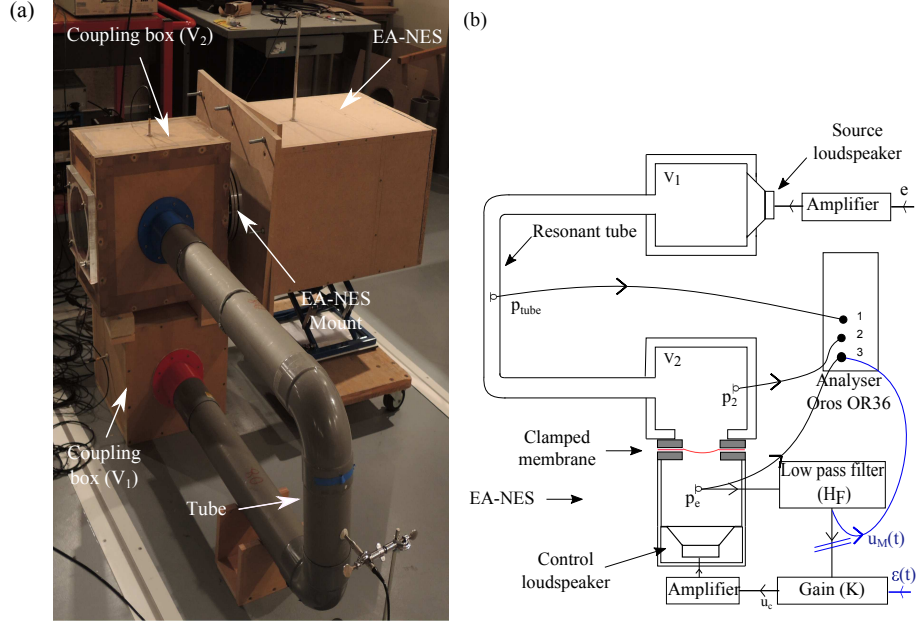 (a)
Coupling box (V2)
EA-NES
EA-NES
Mount
Coupling
box (V1)
Tube
(b)
V1
Source
loudspeaker
Amplifier
e
Resonant tube
ptube
1
2
3
V2
p2
Analyser
Oros OR36
Clamped
membrane
EA-NES
pe
Low pass filter
(HF)
uM(t)
Control
loudspeaker
Amplifier
uc
Gain (K)
ε(t)